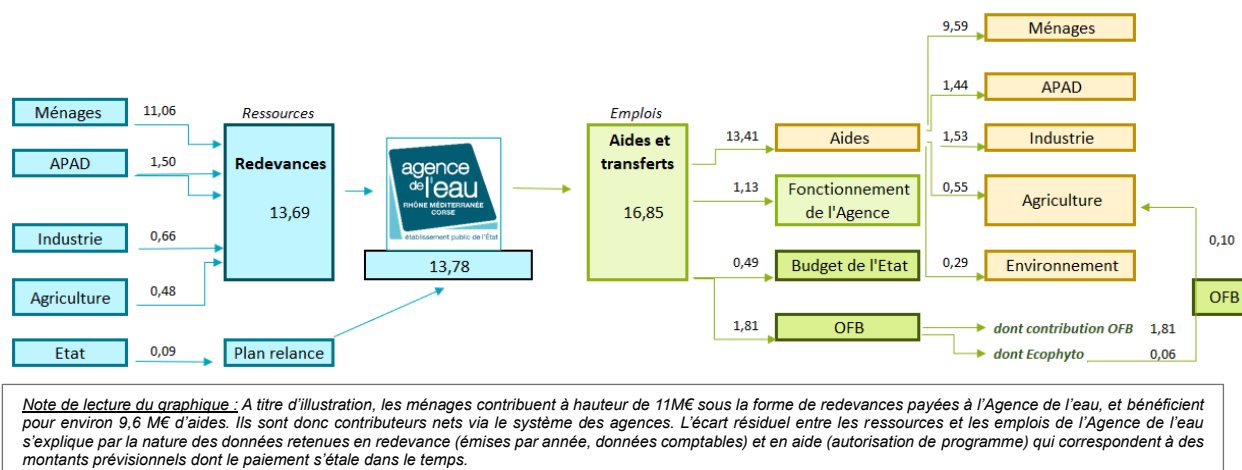 Ressources
Ménages
11,06
APAD
1,50
Industrie
0,66
Agriculture
0,48
Etat
0,09
Redevances
13,69
Plan relance
agence
de l'eau
RHÔNE MÉDITERRANÉE
CORSE
établissement public de l'État
13,78
Emplois
Aides et
transferts
16,85
13,41
Aides
1,13
Fonctionnement
de l'Agence
0,49
Budget de l'Etat
1,81
OFB
9,59
Ménages
1,44
APAD
1,53
Industrie
0,55
Agriculture
0,29
Environnement
dont contribution OFB 1,81
dont Ecophyto 0,06
0,10
OFB
Note de lecture du graphique : A titre d'illustration, les ménages contribuent à hauteur de 11M€ sous la forme de redevances payées à l'Agence de l'eau, et bénéficient
pour environ 9,6 M€ d'aides. Ils sont donc contributeurs nets via le système des agences. L'écart résiduel entre les ressources et les emplois de l'Agence de l'eau
s'explique par la nature des données retenues en redevance (émises par année, données comptables) et en aide (autorisation de programme) qui correspondent à des
montants prévisionnels dont le paiement s'étale dans le temps.